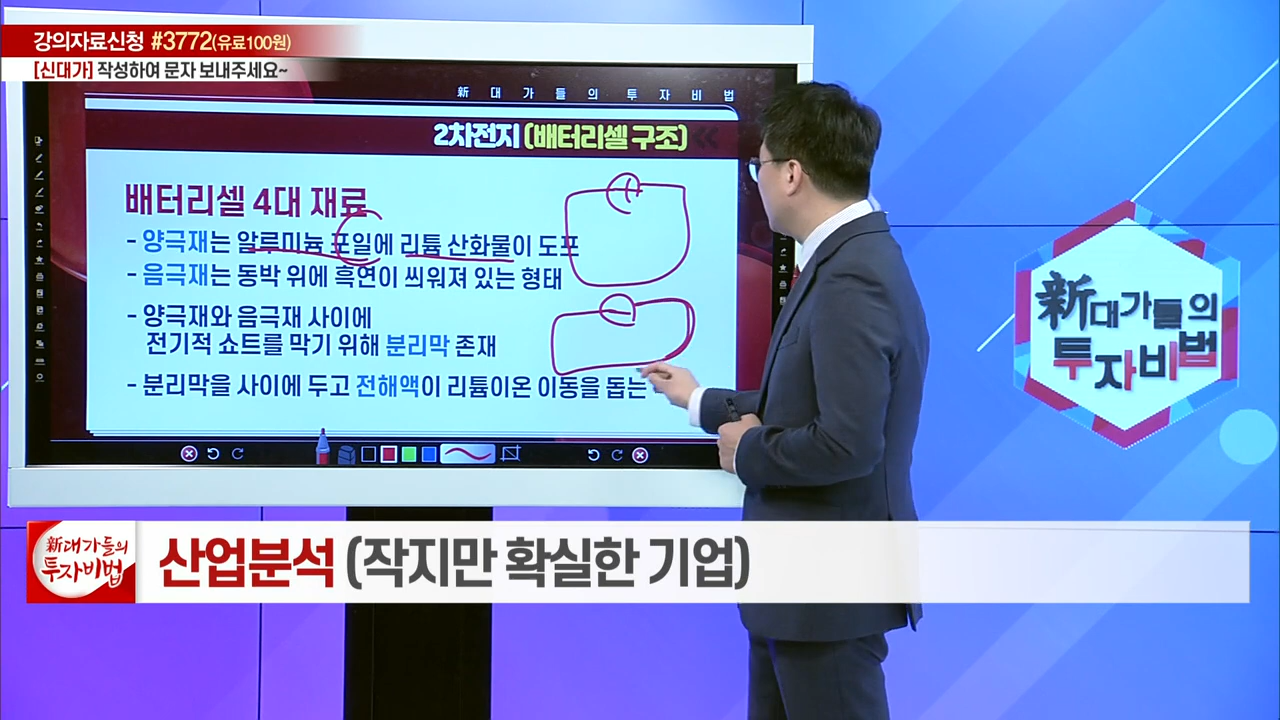 강의자료신청 #3772(유료100원)
[신대가] 작성하여 문자 보내주세요~
新대가들의 투자비법
2차전지 (배터리셀 구조)
배터리셀 4대 재료
- 양극재는 알루미늄 포일에 리튬 산화물이 도포
- 음극재는 동박 위에 흑연이 씌워져 있는 형태
- 양극재와 음극재 사이에
전기적 쇼트를 막기 위해 분리막 존재
- 분리막을 사이에 두고 전해액이 리튬이온 이동을 돕는
新대가들의
투자비법
新대가들의
투자비법
산업분석 (작지만 확실한 기업)